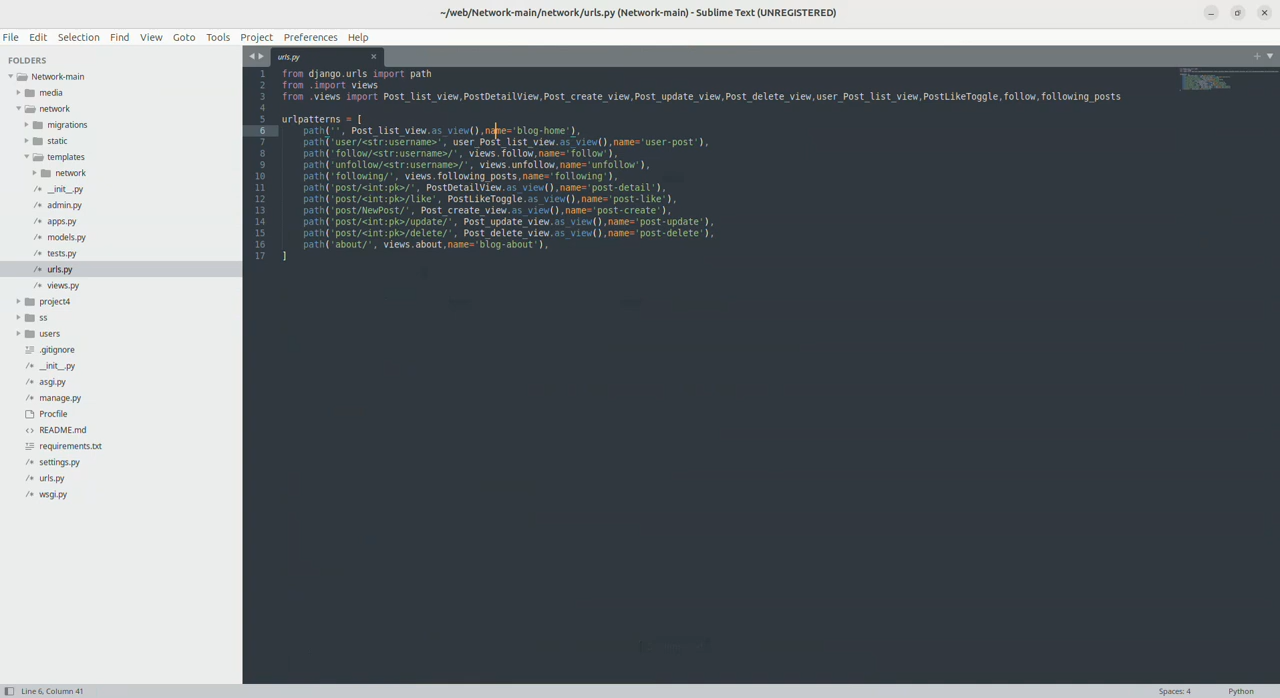 ~/web/Network-main/network/urls.py (Network-main) - Sublime Text (UNREGISTERED)
File Edit Selection Find View Goto Tools Project Preferences Help
FOLDERS
Network-main
media
network
migrations
static
templates
network
__init__.py
admin.py
apps.py
models.py
tests.py
urls.py
views.py
project4
ss
users
.gitignore
__init__.py
asgi.py
manage.py
Procfile
README.md
requirements.txt
settings.py
urls.py
wsgi.py
urls.py
1 from django.urls import path
2 from .import views
3 from .views import Post_list_view,PostDetailView,Post_create_view,Post_update_view,Post_delete_view,user_Post_list_view,PostLikeToggle,follow,following_posts
4
5 urlpatterns = [
6 path('', Post_list_view.as_view(),name='blog-home'),
7 path('user/<str:username>', user_Post_list_view.as_view(),name='user-post'),
8 path('follow/<str:username>/', views.follow,name='follow'),
9 path('unfollow/<str:username>/', views.unfollow,name='unfollow'),
10 path('following/', views.following_posts,name='following'),
11 path('post/<int:pk>/', PostDetailView.as_view(),name='post-detail'),
12 path('post/<int:pk>/like', PostLikeToggle.as_view(),name='post-like'),
13 path('post/NewPost/', Post_create_view.as_view(),name='post-create'),
14 path('post/<int:pk>/update/', Post_update_view.as_view(),name='post-update'),
15 path('post/<int:pk>/delete/', Post_delete_view.as_view(),name='post-delete'),
16 path('about/', views.about,name='blog-about'),
17 ]
Line 6, Column 41
Spaces: 4
Python